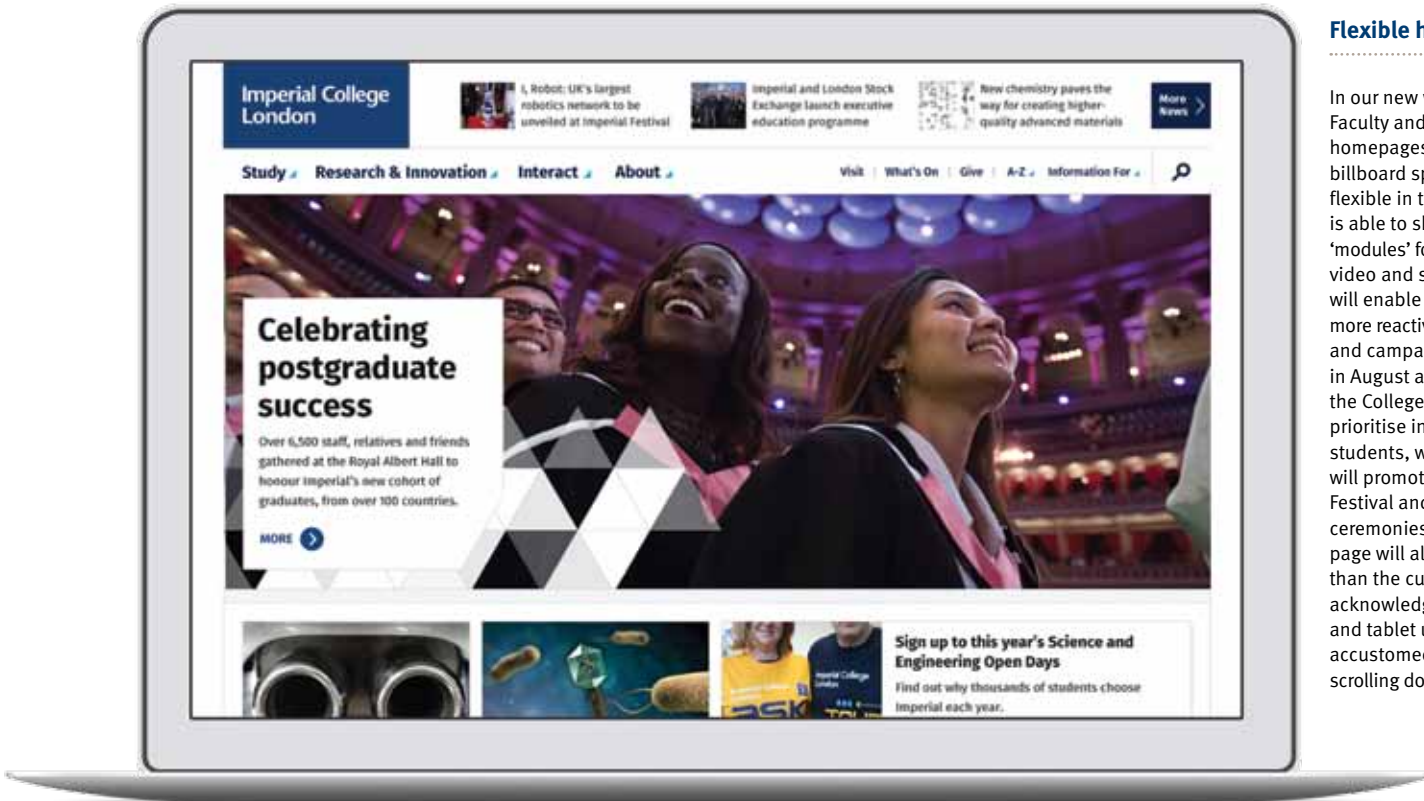 Imperial College
London
I, Robot: UK's largest
robotics network to be
unveiled at Imperial Festival
Imperial and London Stock
Exchange launch executive
education programme
New chemistry paves the
way for creating higher-
quality advanced materials
More
News
Study
Research & Innovation
Interact
About
Visit
What's On
Give
A-Z
Information For
Celebrating
postgraduate
success
Over 6,500 staff, relatives and friends
gathered at the Royal Albert Hall to
honour Imperial's new cohort of
graduates, from over 100 countries.
MORE
Imperial College
London
ASK
Sign up to this year's Science and
Engineering Open Days
Find out why thousands of students choose
Imperial each year.
Flexible h
In our new
Faculty and
homepages
billboard sp
flexible in t
is able to sl
'modules' fo
video and s
will enable
more reactiv
and campa
in August a
the College
prioritise in
students, w
will promot
Festival and
ceremonies
page will al
than the cu
acknowledg
and tablet u
accustomed
scrolling do